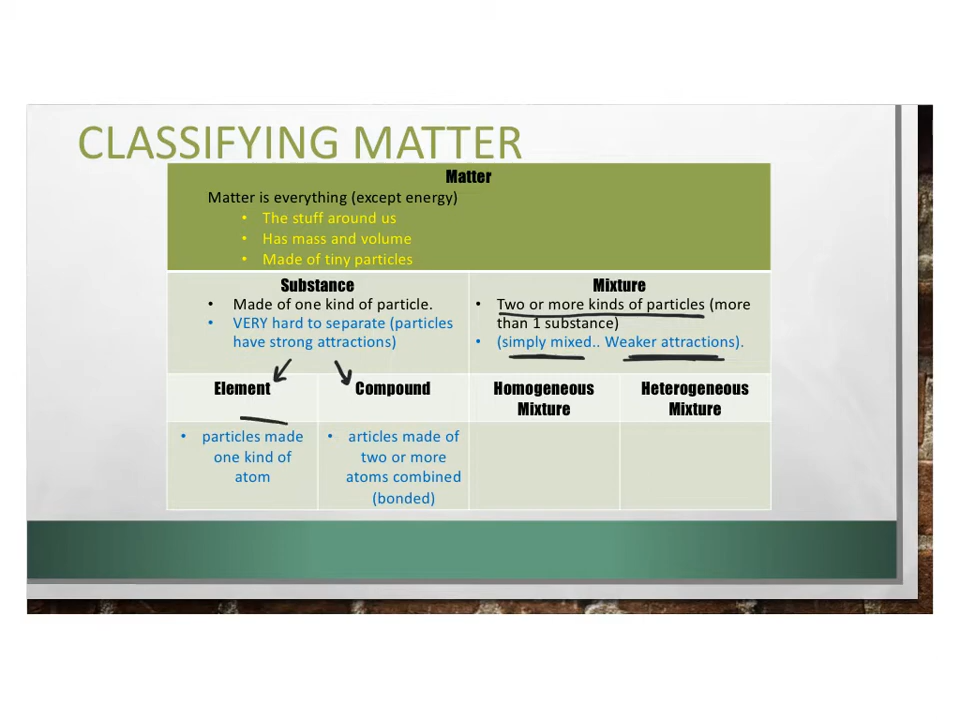 CLASSIFYING MATTER
Matter
Matter is everything (except energy)
• The stuff around us
• Has mass and volume
• Made of tiny particles
Substance
• Made of one kind of particle.
• VERY hard to separate (particles
have strong attractions)
Mixture
• Two or more kinds of particles (more
than 1 substance)
• (simply mixed.. Weaker attractions).
Element
Compound
Homogeneous
Mixture
Heterogeneous
Mixture
• particles made
one kind of
atom
• articles made of
two or more
atoms combined
(bonded)